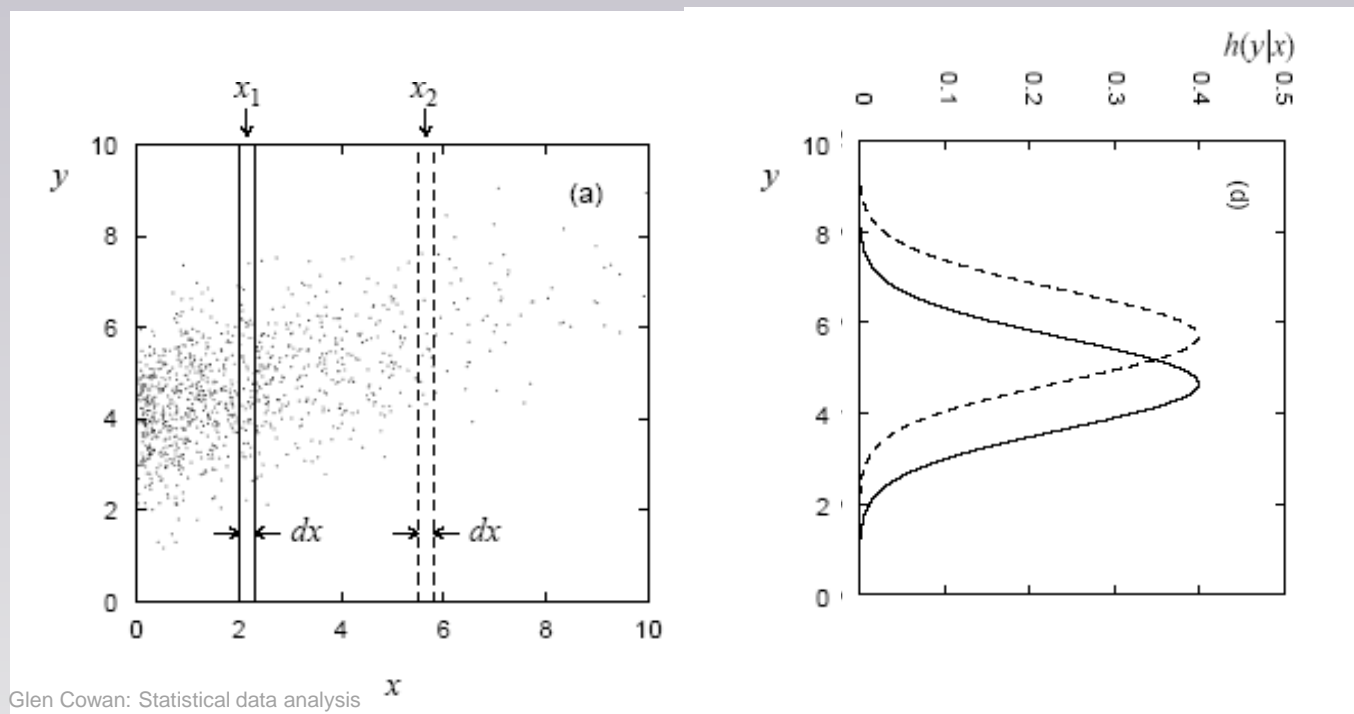 x1 x2
10
y
(a)
8
6
4
2
dx dx
0
0 2 4 6 8 10
x
h(y|x)
0 0.1 0.2 0.3 0.4 0.5
10
y
(d)
8
6
4
2
0
Glen Cowan: Statistical data analysis